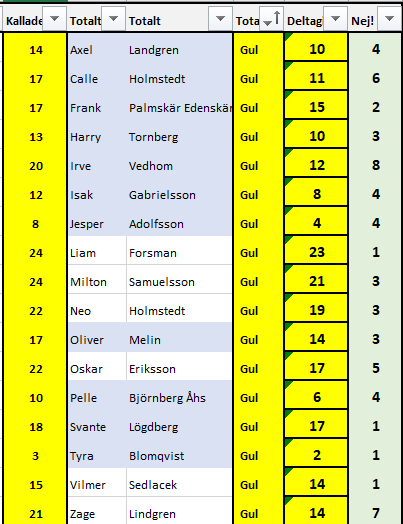 Kallade Totalt Totalt Tota Deltag Nej!
14 Axel Landgren Gul 10 4
17 Calle Holmstedt Gul 11 6
17 Frank Palmskär Edenskär Gul 15 2
13 Harry Tornberg Gul 10 3
20 Irve Vedhom Gul 12 8
12 Isak Gabrielsson Gul 8 4
8 Jesper Adolfsson Gul 4 4
24 Liam Forsman Gul 23 1
24 Milton Samuelsson Gul 21 3
22 Neo Holmstedt Gul 19 3
17 Oliver Melin Gul 14 3
22 Oskar Eriksson Gul 17 5
10 Pelle Björnberg Åhs Gul 6 4
18 Svante Lögdberg Gul 17 1
3 Tyra Blomqvist Gul 2 1
15 Vilmer Sedlacek Gul 14 1
21 Zage Lindgren Gul 14 7